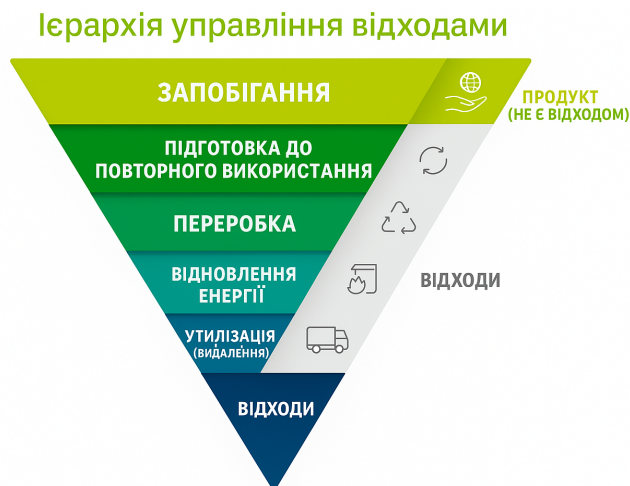 Ієрархія управління відходами
ЗАПОБІГАННЯ
ПРОДУКТ
(НЕ Є ВІДХОДОМ)
ПІДГОТОВКА ДО
ПОВТОРНОГО ВИКОРИСТАННЯ
ПЕРЕРОБКА
ВІДНОВЛЕННЯ
ЕНЕРГІЇ
ВІДХОДИ
УТИЛІЗАЦІЯ
(ВИДАЛЕННЯ)
ВІДХОДИ